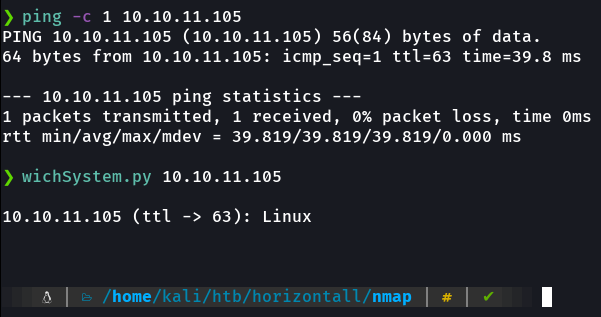 ❯ ping -c 1 10.10.11.105
PING 10.10.11.105 (10.10.11.105) 56(84) bytes of data.
64 bytes from 10.10.11.105: icmp_seq=1 ttl=63 time=39.8 ms
--- 10.10.11.105 ping statistics ---
1 packets transmitted, 1 received, 0% packet loss, time 0ms
rtt min/avg/max/mdev = 39.819/39.819/39.819/0.000 ms
❯ wichSystem.py 10.10.11.105
10.10.11.105 (ttl -> 63): Linux
/home/kali/htb/horizontall/nmap | # | ✔